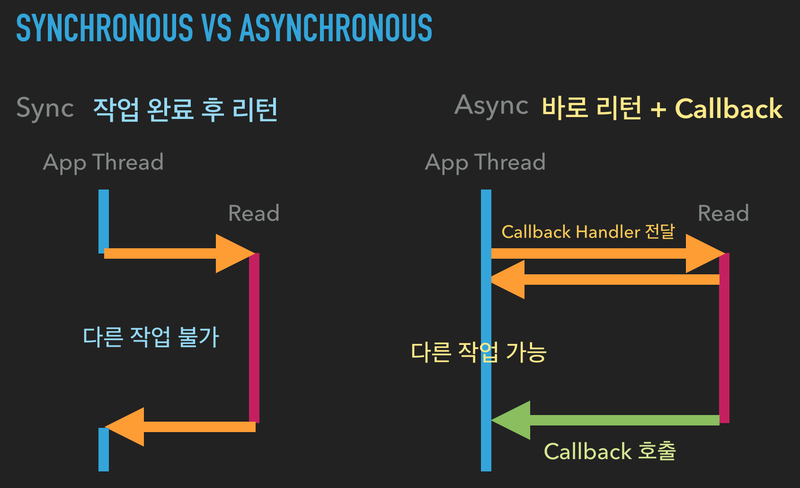 SYNCHRONOUS VS ASYNCHRONOUS
Sync 작업 완료 후 리턴
App Thread
Read
다른 작업 불가
Async 바로 리턴 + Callback
App Thread
Read
Callback Handler 전달
다른 작업 가능
Callback 호출